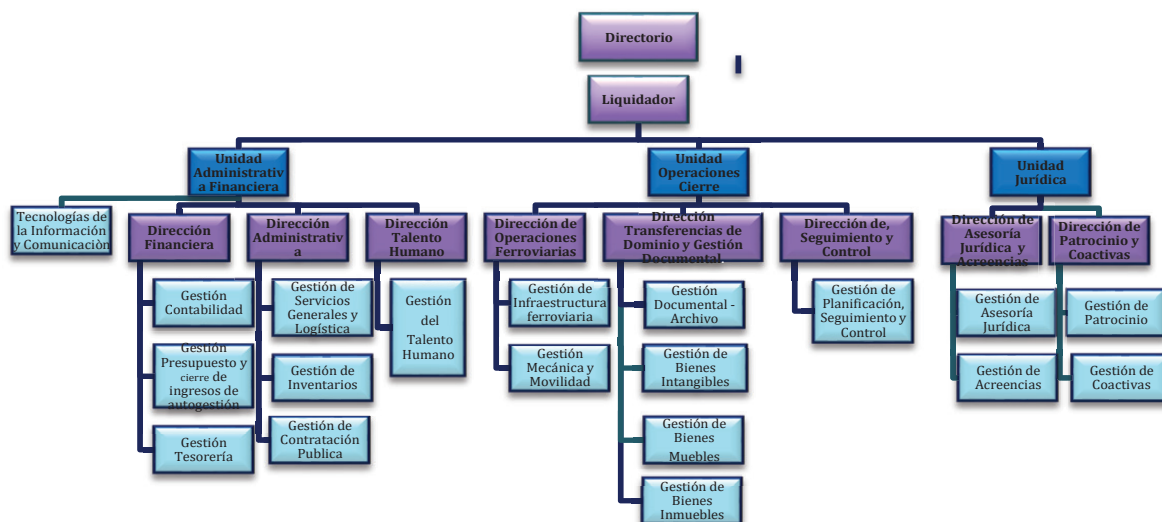 Directorio
Liquidador
Unidad
Administrativ
a Financiera
Unidad
Operaciones
Cierre
Unidad
Jurídica
Tecnologías de
la Información
y Comunicaciòn
Dirección
Financiera
Dirección
Administrativ
a
Dirección
Talento
Humano
Dirección de
Operaciones
Ferroviarias
Dirección
Transferencias de
Dominio y Gestión
Documental
Dirección de,
Seguimiento y
Control
Dirección de
Asesoría
Jurídica y
Acreencias
Dirección de
Patrocinio y
Coactivas
Gestión
Contabilidad
Gestión
Presupuesto y
cierre de
ingresos de
autogestión
Gestión
Tesorería
Gestión de
Servicios
Generales y
Logística
Gestión
de Inventarios
Gestión de
Contratación
Publica
Gestión
del
Talento
Humano
Gestión de
Infraestructura
ferroviaria
Gestión
Mecánica y
Movilidad
Gestión
Documental -
Archivo
Gestión de
Bienes
Intangibles
Gestión de
Bienes
Muebles
Gestión de
Bienes
Inmuebles
Gestión de
Planificación,
Seguimiento y
Control
Gestión de
Asesoría
Jurídica
Gestión de
Acreencias
Gestión de
Patrocinio
Gestión de
Coactivas